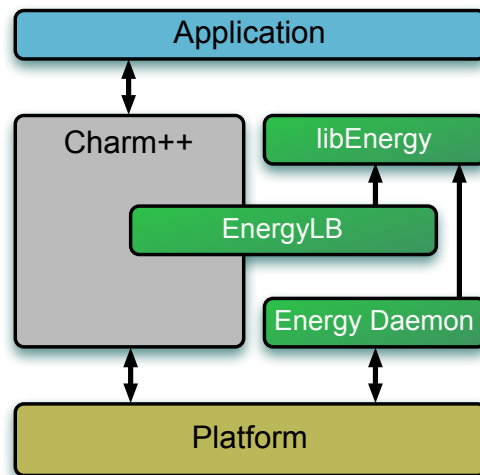 Application
Charm++
libEnergy
EnergyLB
Energy Daemon
Platform